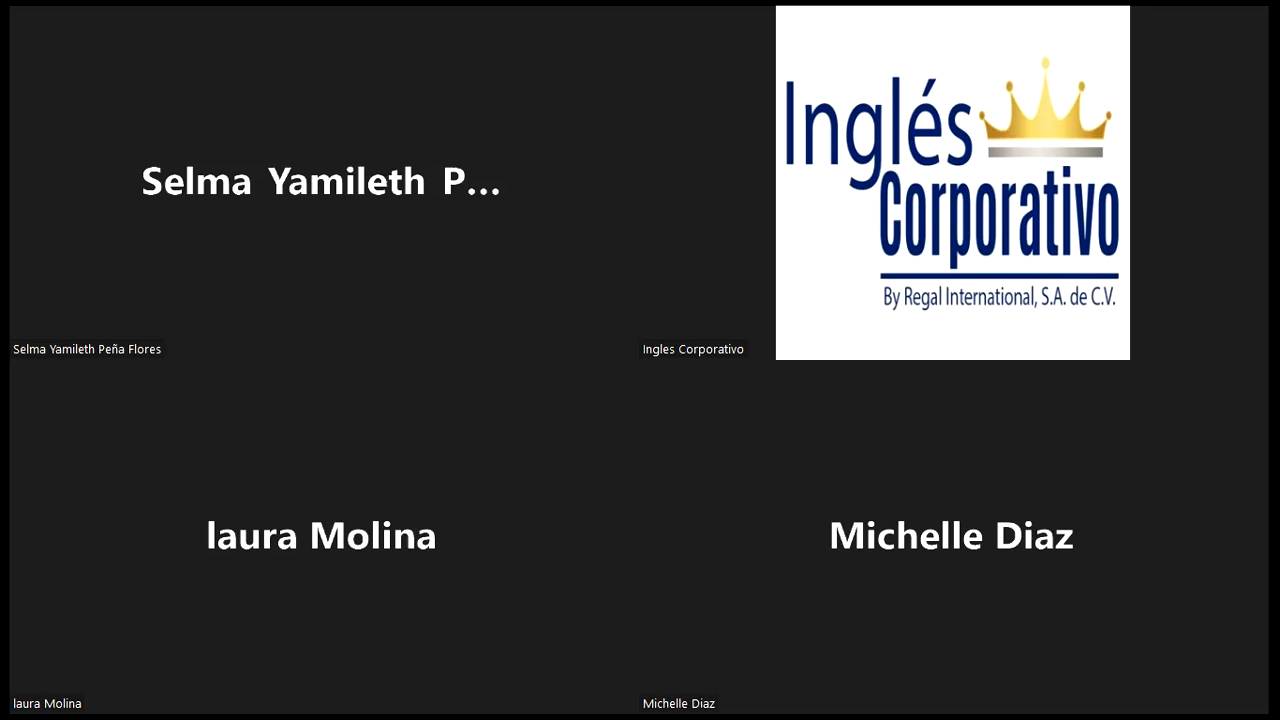 Selma Yamileth P...
Selma Yamileth Peña Flores
Inglés
Corporativo
By Regal International, S.A. de C.V.
Ingles Corporativo
laura Molina
laura Molina
Michelle Diaz
Michelle Diaz